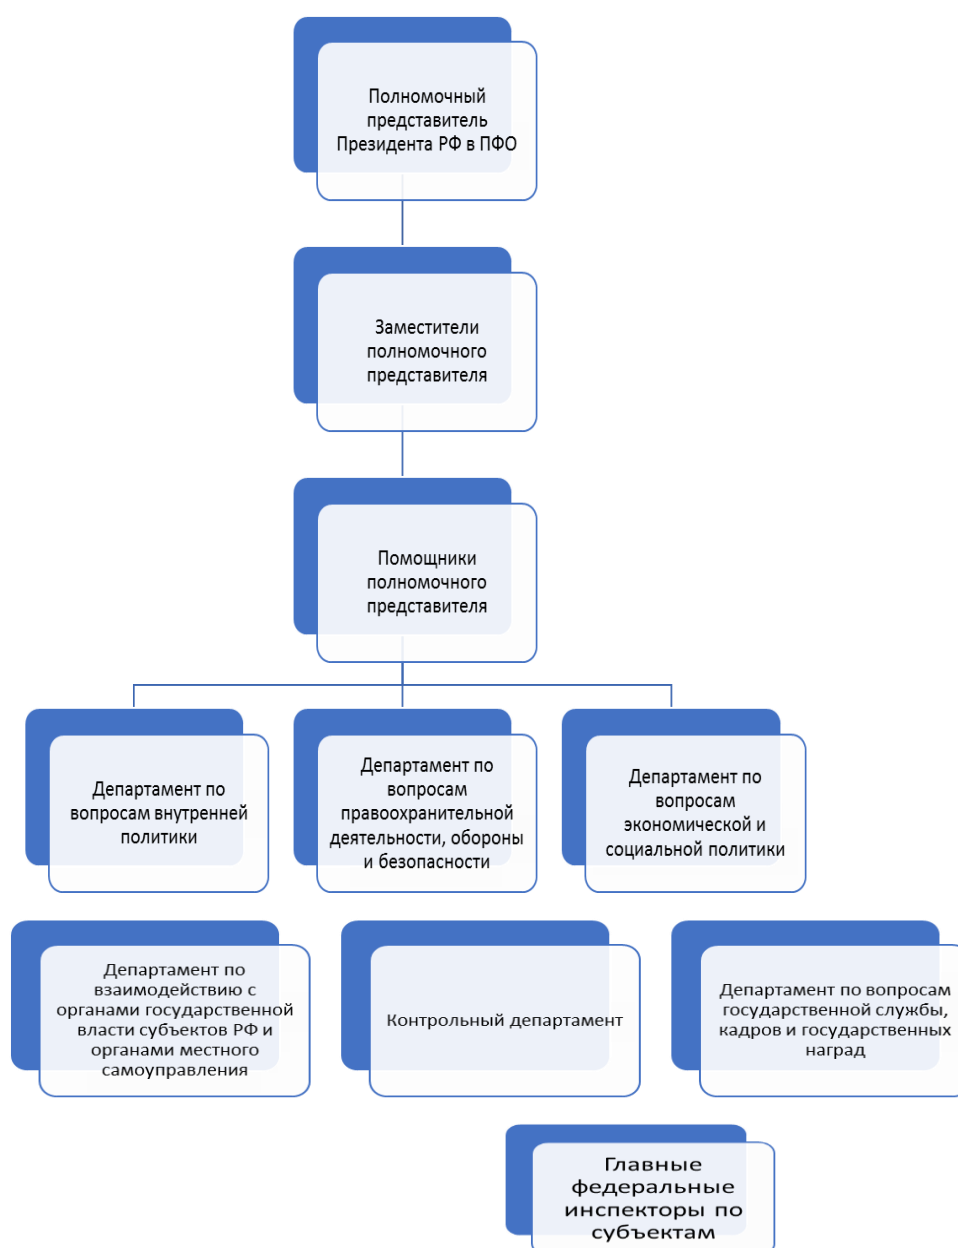 Полномочный
представитель
Президента РФ в ПФО
Заместители
полномочного
представителя
Помощники
полномочного
представителя
Департамент по
вопросам внутренней
политики
Департамент по
вопросам
правоохранительной
деятельности, обороны
и безопасности
Департамент по
вопросам
экономической и
социальной политики
Департамент по
взаимодействию с
органами государственной
власти субъектов РФ и
органами местного
самоуправления
Контрольный департамент
Департамент по вопросам
государственной службы,
кадров и государственных
наград
Главные
федеральные
инспекторы по
субъектам